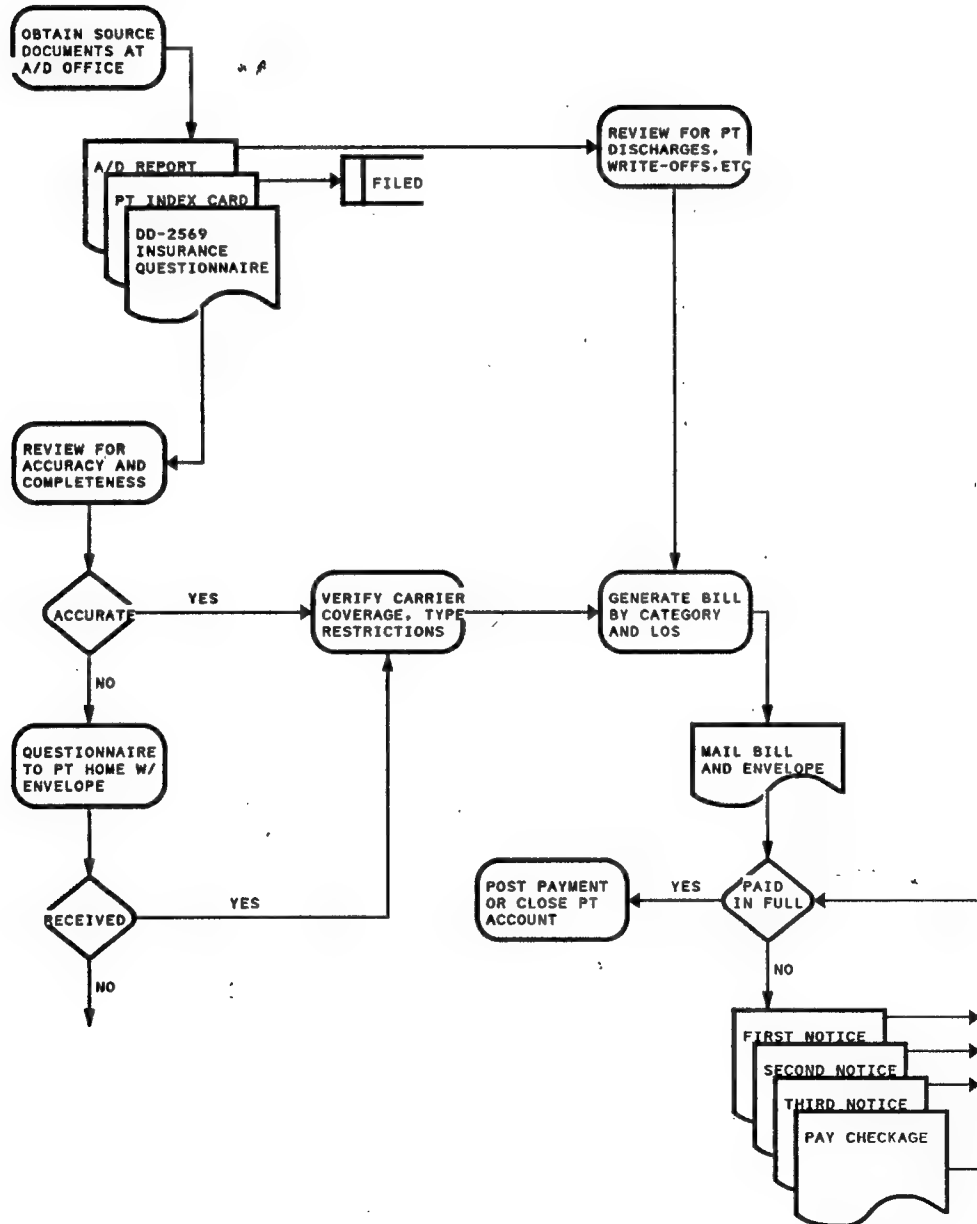 OBTAIN SOURCE
DOCUMENTS AT
A/D OFFICE
A/D REPORT
PT INDEX CARD
DD-2569
INSURANCE
QUESTIONNAIRE
FILED
REVIEW FOR PT
DISCHARGES,
WRITE-OFFS,ETC
REVIEW FOR
ACCURACY AND
COMPLETENESS
ACCURATE
YES
NO
VERIFY CARRIER
COVERAGE, TYPE
RESTRICTIONS
GENERATE BILL
BY CATEGORY
AND LOS
QUESTIONNAIRE
TO PT HOME W/
ENVELOPE
MAIL BILL
AND ENVELOPE
RECEIVED
YES
NO
POST PAYMENT
OR CLOSE PT
ACCOUNT
YES
PAID
IN FULL
NO
FIRST NOTICE
SECOND NOTICE
THIRD NOTICE
PAY CHECKAGE